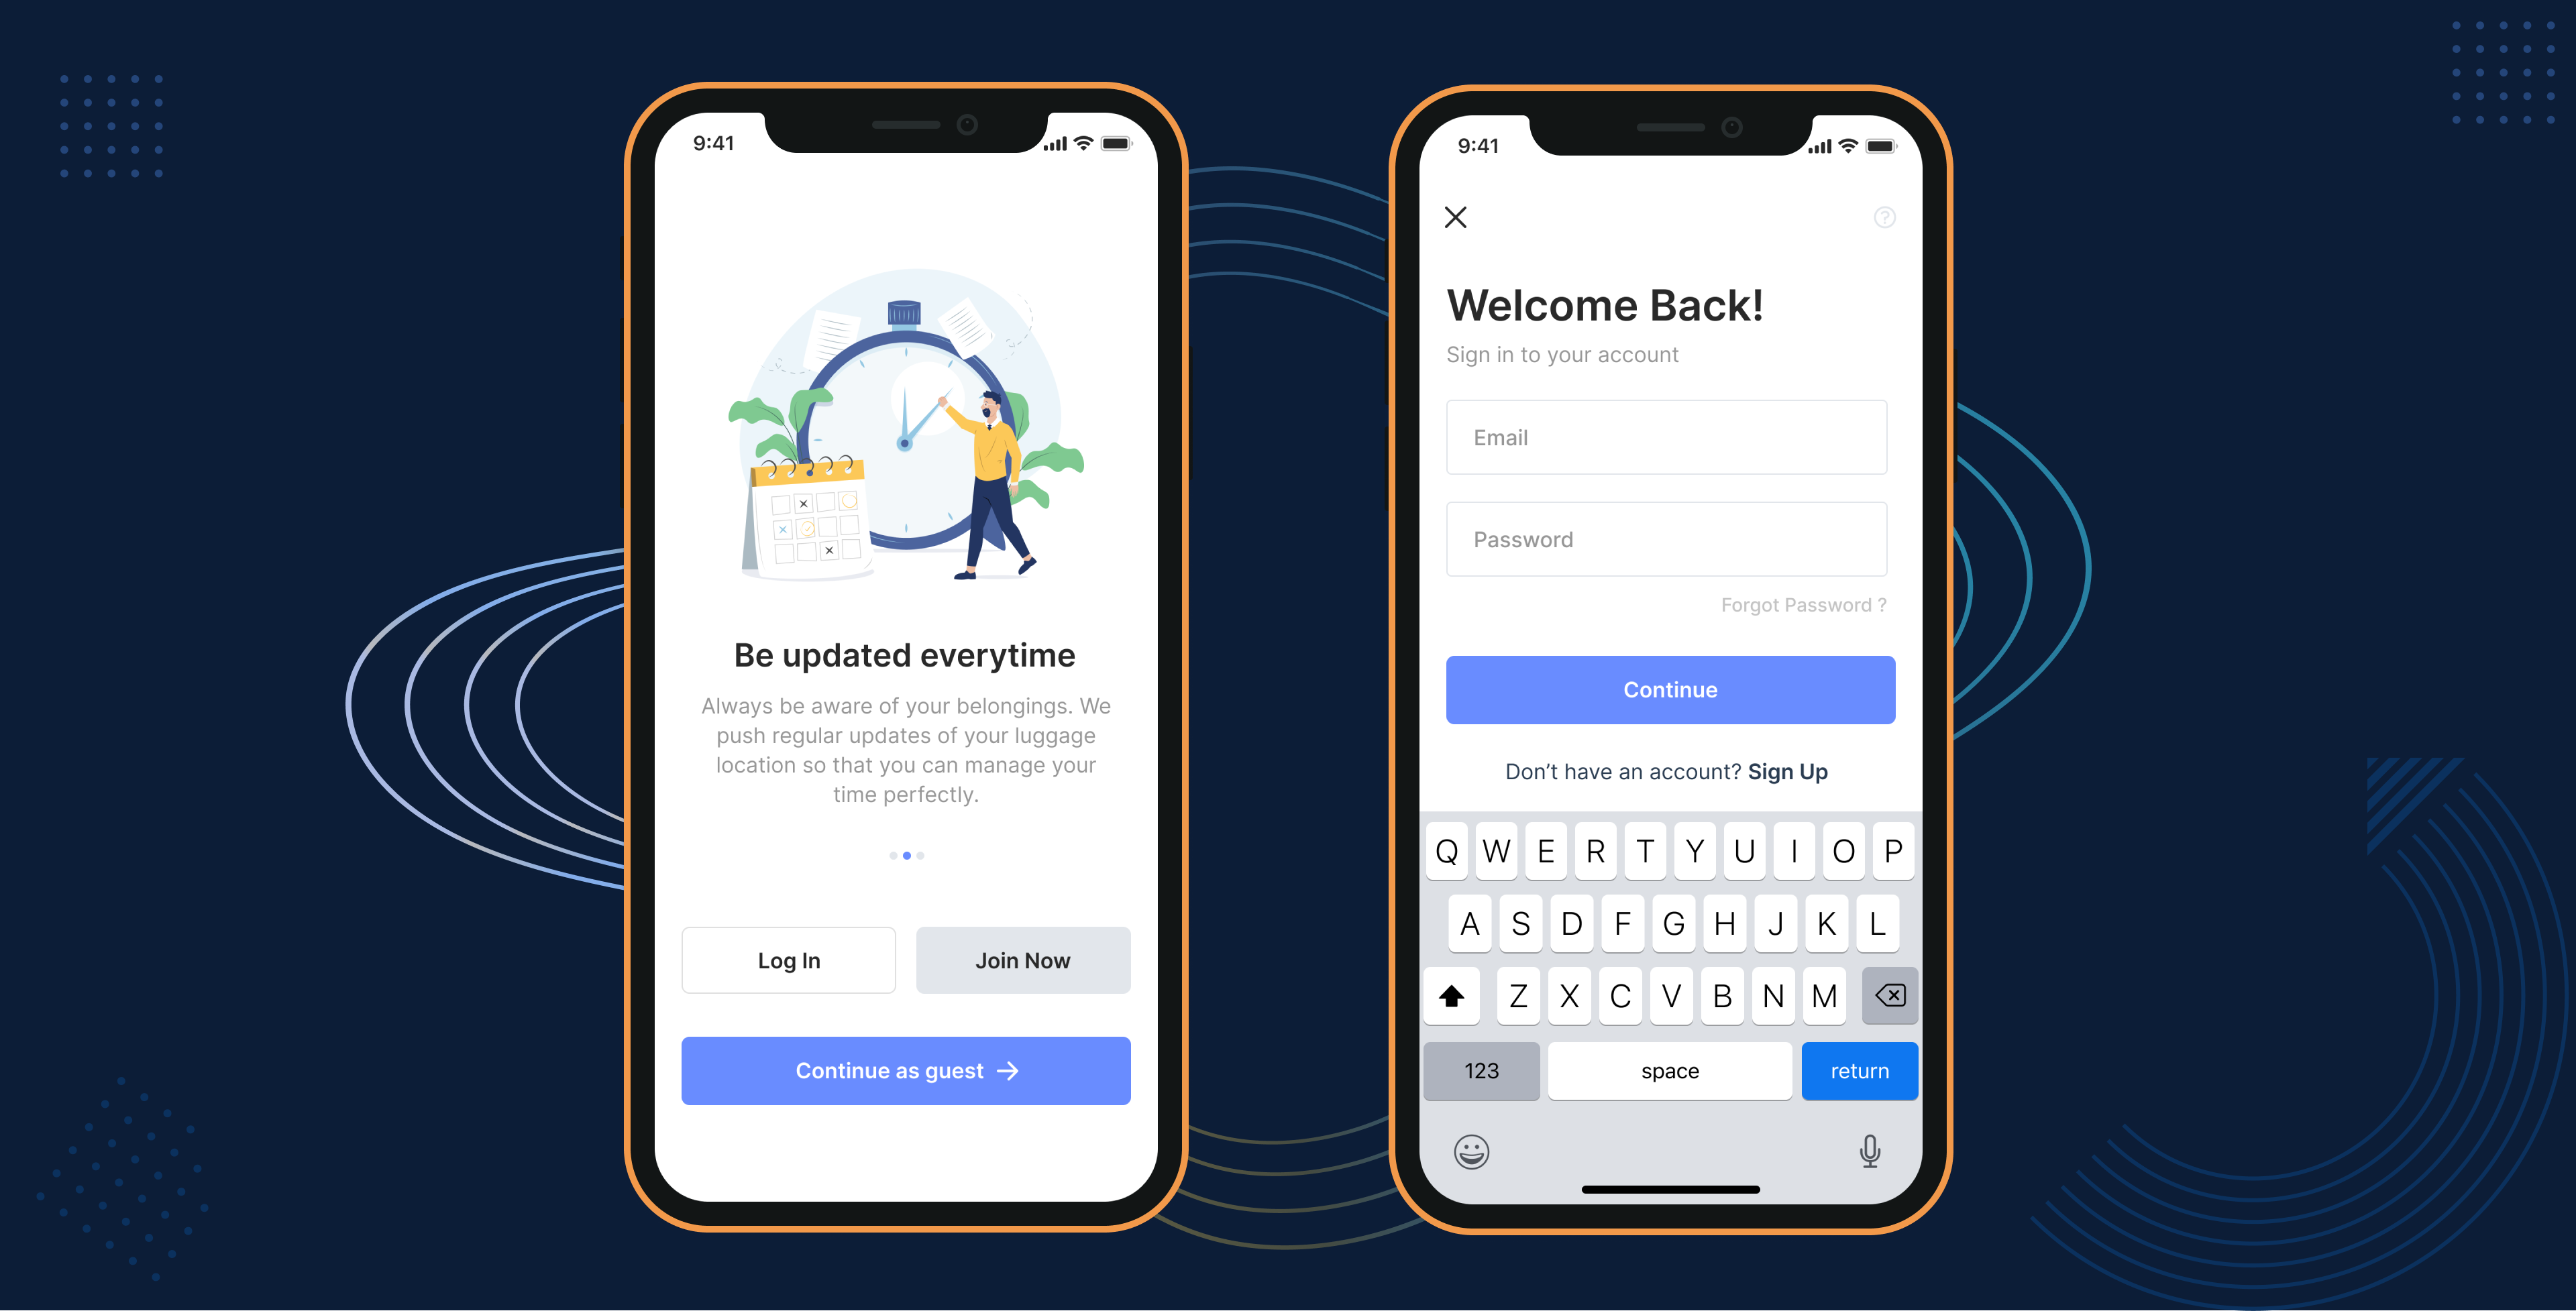 9:41
Be updated everytime
Always be aware of your belongings. We
push regular updates of your luggage
location so that you can manage your
time perfectly.
Log In
Join Now
Continue as guest
9:41
Welcome Back!
Sign in to your account
Email
Password
Forgot Password ?
Continue
Don’t have an account? Sign Up
Q W E R T Y U I O P
A S D F G H J K L
Z X C V B N M
123 space return